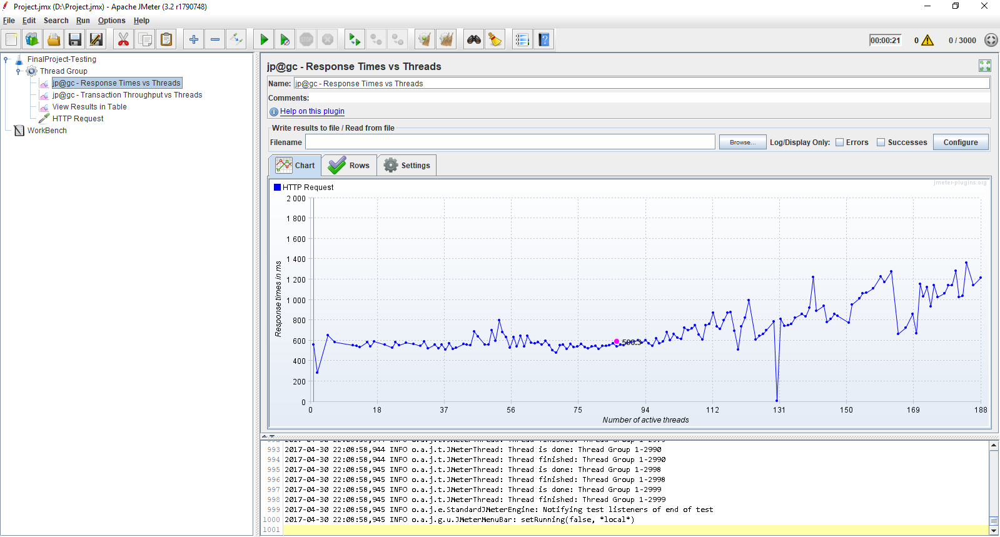 Project.jmx (D:\Project.jmx) - Apache JMeter (3.2 r1790748)
File Edit Search Run Options Help
STOP
00:00:21 0 0 / 3000
FinalProject-Testing
Thread Group
jp@gc - Response Times vs Threads
jp@gc - Transaction Throughput vs Threads
View Results in Table
HTTP Request
WorkBench
jp@gc - Response Times vs Threads
Name: jp@gc - Response Times vs Threads
Comments:
Help on this plugin
Write results to file / Read from file
Filename Browse... Log/Display Only: Errors Successes Configure
Chart Rows Settings
HTTP Request
jmeter-plugins.org
2 000
1 800
1 600
1 400
1 200
1 000
800
600
400
200
0
Response times in ms
0 18 37 56 75 94 112 131 150 169 188
Number of active threads
993 2017-04-30 22:08:58,944 INFO o.a.j.t.JMeterThread: Thread is done: Thread Group 1-2990
994 2017-04-30 22:08:58,944 INFO o.a.j.t.JMeterThread: Thread finished: Thread Group 1-2990
995 2017-04-30 22:08:58,945 INFO o.a.j.t.JMeterThread: Thread is done: Thread Group 1-2998
996 2017-04-30 22:08:58,945 INFO o.a.j.t.JMeterThread: Thread finished: Thread Group 1-2998
997 2017-04-30 22:08:58,945 INFO o.a.j.t.JMeterThread: Thread is done: Thread Group 1-2999
998 2017-04-30 22:08:58,945 INFO o.a.j.t.JMeterThread: Thread finished: Thread Group 1-2999
999 2017-04-30 22:08:58,945 INFO o.a.j.e.StandardJMeterEngine: Notifying test listeners of end of test
1000 2017-04-30 22:08:58,945 INFO o.a.j.g.u.JMeterMenuBar: setRunning(false, *local*)
1001